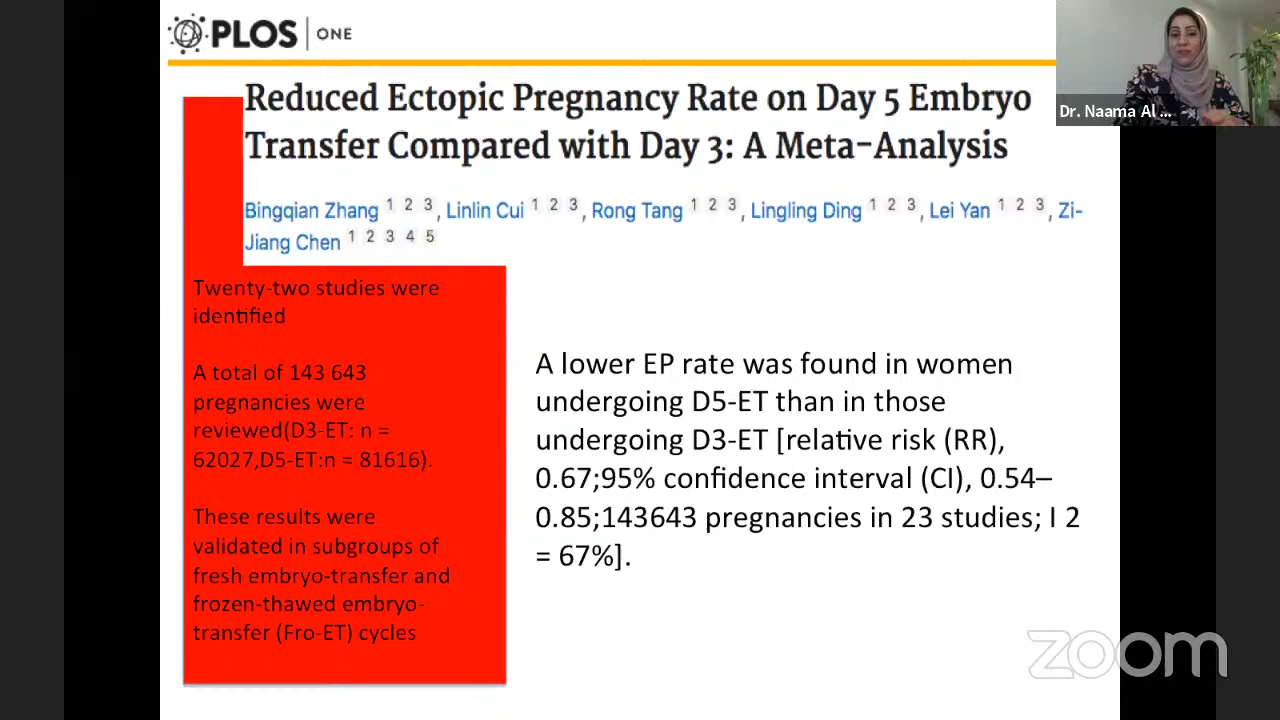 PLOS | ONE
Reduced Ectopic Pregnancy Rate on Day 5 Embryo
Transfer Compared with Day 3: A Meta-Analysis
Bingqian Zhang 1 2 3, Linlin Cui 1 2 3, Rong Tang 1 2 3, Lingling Ding 1 2 3, Lei Yan 1 2 3, Zi-
Jiang Chen 1 2 3 4 5
Dr. Naama Al ...
Twenty-two studies were
identified
A total of 143 643
pregnancies were
reviewed(D3-ET: n =
62027,D5-ET:n = 81616).
These results were
validated in subgroups of
fresh embryo-transfer and
frozen-thawed embryo-
transfer (Fro-ET) cycles
A lower EP rate was found in women
undergoing D5-ET than in those
undergoing D3-ET [relative risk (RR),
0.67;95% confidence interval (CI), 0.54–
0.85;143643 pregnancies in 23 studies; I 2
= 67%].
zoom